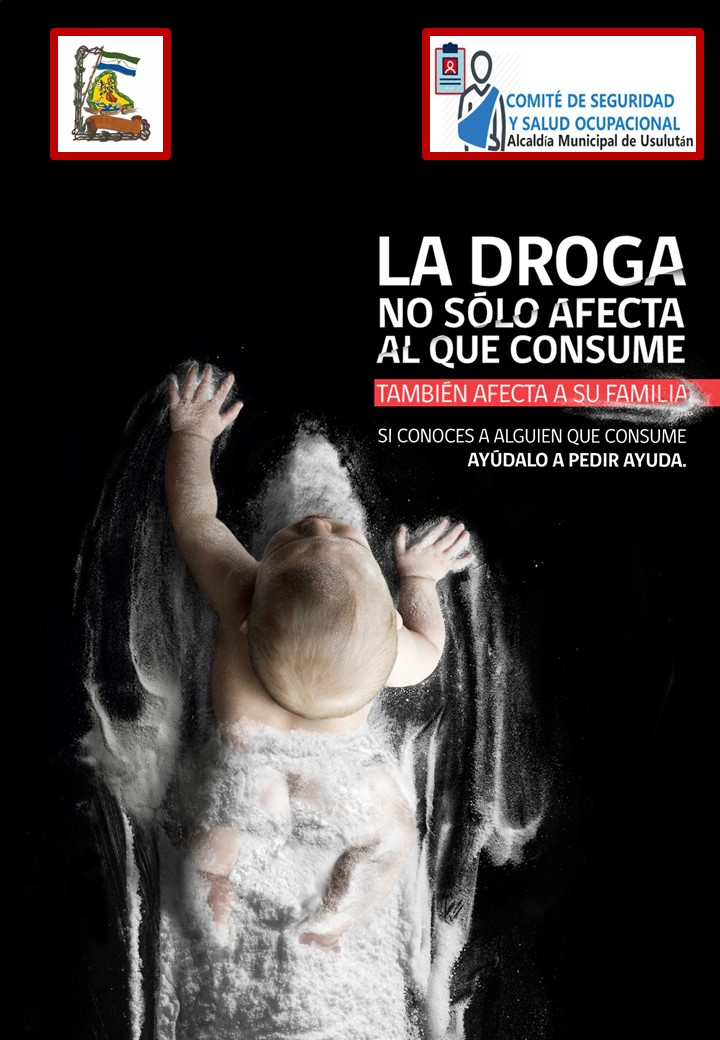 COMITÉ DE SEGURIDAD
Y SALUD OCUPACIONAL
Alcaldía Municipal de Usulután
LA DROGA
NO SÓLO AFECTA
AL QUE CONSUME
TAMBIÉN AFECTA A SU FAMILIA
SI CONOCES A ALGUIEN QUE CONSUME
AYÚDALO A PEDIR AYUDA.